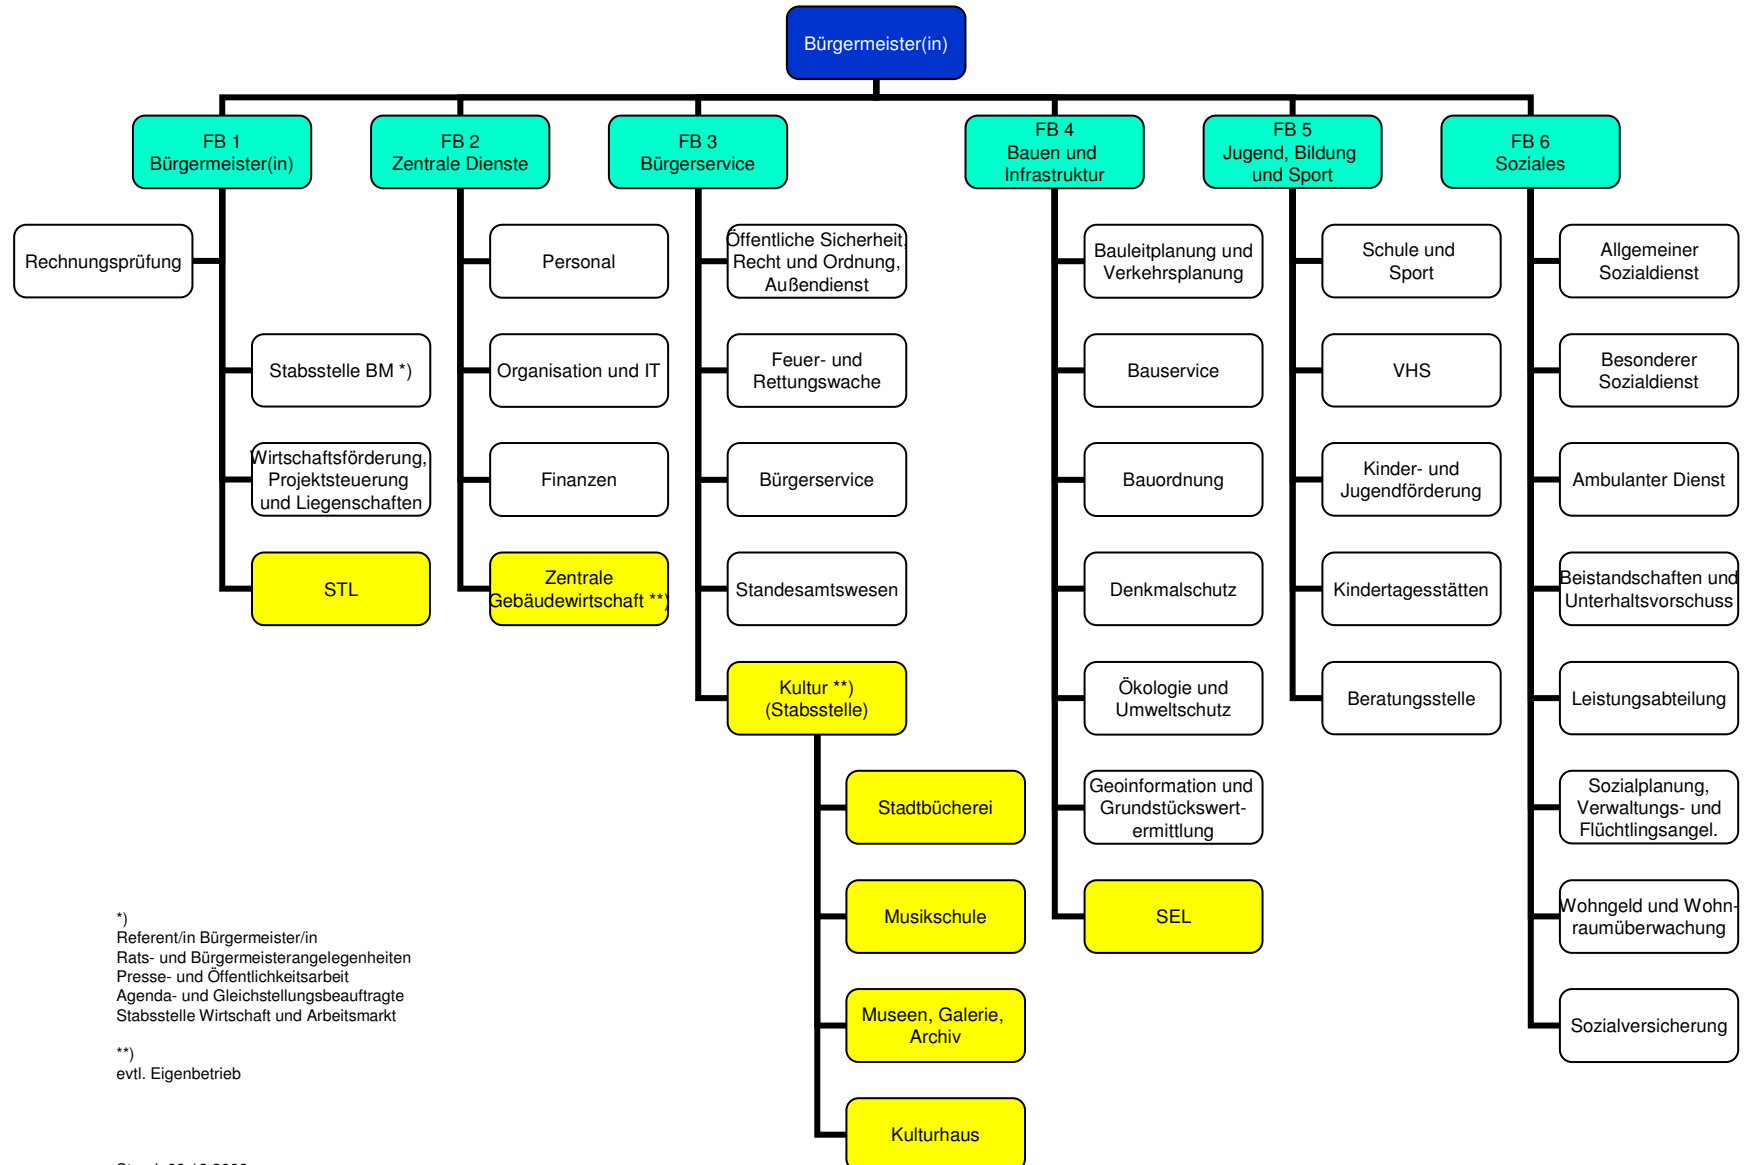 Bürgermeister(in)
FB 1
Bürgermeister(in)
FB 2
Zentrale Dienste
FB 3
Bürgerservice
FB 4
Bauen und
Infrastruktur
FB 5
Jugend, Bildung
und Sport
FB 6
Soziales
Rechnungsprüfung
Stabsstelle BM *)
Wirtschaftsförderung,
Projektsteuerung
und Liegenschaften
STL
Personal
Organisation und IT
Finanzen
Zentrale
Gebäudewirtschaft **)
Öffentliche Sicherheit,
Recht und Ordnung,
Außendienst
Feuer- und
Rettungswache
Bürgerservice
Standesamtswesen
Kultur **)
(Stabsstelle)
Stadtbücherei
Musikschule
Museen, Galerie,
Archiv
Kulturhaus
Bauleitplanung und
Verkehrsplanung
Bauservice
Bauordnung
Denkmalschutz
Ökologie und
Umweltschutz
Geoinformation und
Grundstückswert-
ermittlung
SEL
Schule und
Sport
VHS
Kinder- und
Jugendförderung
Kindertagesstätten
Beratungsstelle
Allgemeiner
Sozialdienst
Besonderer
Sozialdienst
Ambulanter Dienst
Beistandschaften und
Unterhaltsvorschuss
Leistungsabteilung
Sozialplanung,
Verwaltungs- und
Flüchtlingsangel.
Wohngeld und Wohn-
raumüberwachung
Sozialversicherung
*)
Referent/in Bürgermeister/in
Rats- und Bürgermeisterangelegenheiten
Presse- und Öffentlichkeitsarbeit
Agenda- und Gleichstellungsbeauftragte
Stabsstelle Wirtschaft und Arbeitsmarkt
**)
evtl. Eigenbetrieb